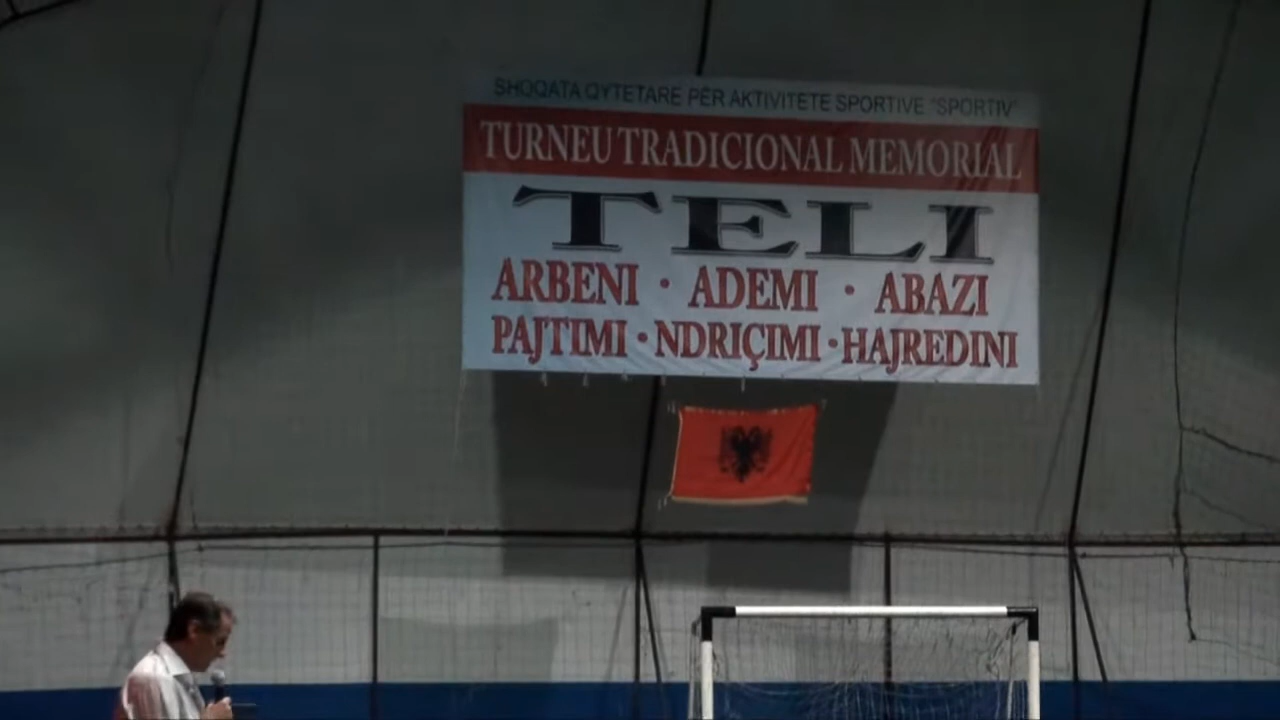 SHOQATA QYTETARE PËR AKTIVITETE SPORTIVE "SPORTIV"
TURNEU TRADICIONAL MEMORIAL
TELI
ARBENI • ADEMI • ABAZI
PAJTIMI • NDRIÇIMI • HAJREDINI